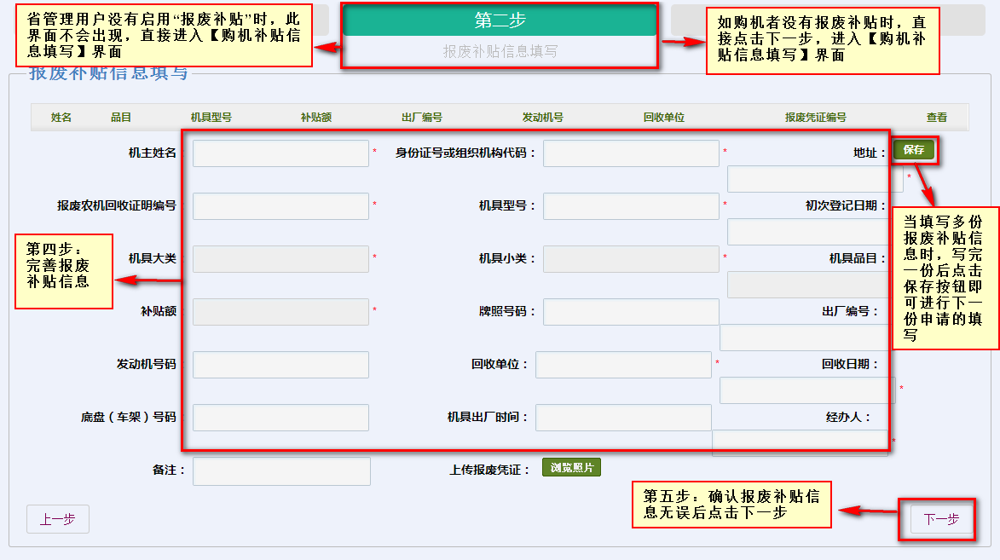 省管理用户没有启用“报废补贴”时，此
界面不会出现，直接进入【购机补贴信
息填写】界面
第二步
报废补贴信息填写
如购机者没有报废补贴时，直
接点击下一步，进入【购机补
贴信息填写】界面
报废补贴信息填写
姓名 品目 机具型号 补贴额 出厂编号 发动机号 回收单位 报废凭证编号 查看
机主姓名 * 身份证号或组织机构代码： * 地址： *
保存
报废农机回收证明编号 * 机具型号： * 初次登记日期：
当填写多份
报废补贴信
息时，写完
一份后点击
保存按钮即
可进行下一
份申请的填
写
第四步：
完善报废
补贴信息
机具大类 * 机具小类： * 机具品目：
补贴额 * 牌照号码： 出厂编号：
发动机号码 回收单位： * 回收日期： *
底盘（车架）号码 机具出厂时间： 经办人： *
备注： 上传报废凭证： 浏览照片
第五步：确认报废补贴信
息无误后点击下一步
上一步 下一步